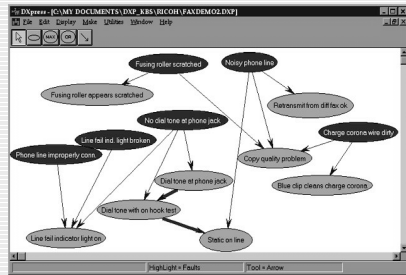 DXpress - [C:\MY DOCUMENTS\DXP_KBS\RICOH\FAXDEMO2.DXP]
File Edit Display Make Utilities Window Help
MAX OR
Fusing roller scratched
Noisy phone line
Fusing roller appears scratched
Retransmit from diff fax ok
No dial tone at phone jack
Line fail ind. light broken
Charge corona wire dirty
Phone line improperly conn.
Copy quality problem
Dial tone at phone jack
Blue clip cleans charge corona
Dial tone with on hook test
Line fail indicator light on
Static on line
HighLight = Faults
Tool = Arrow